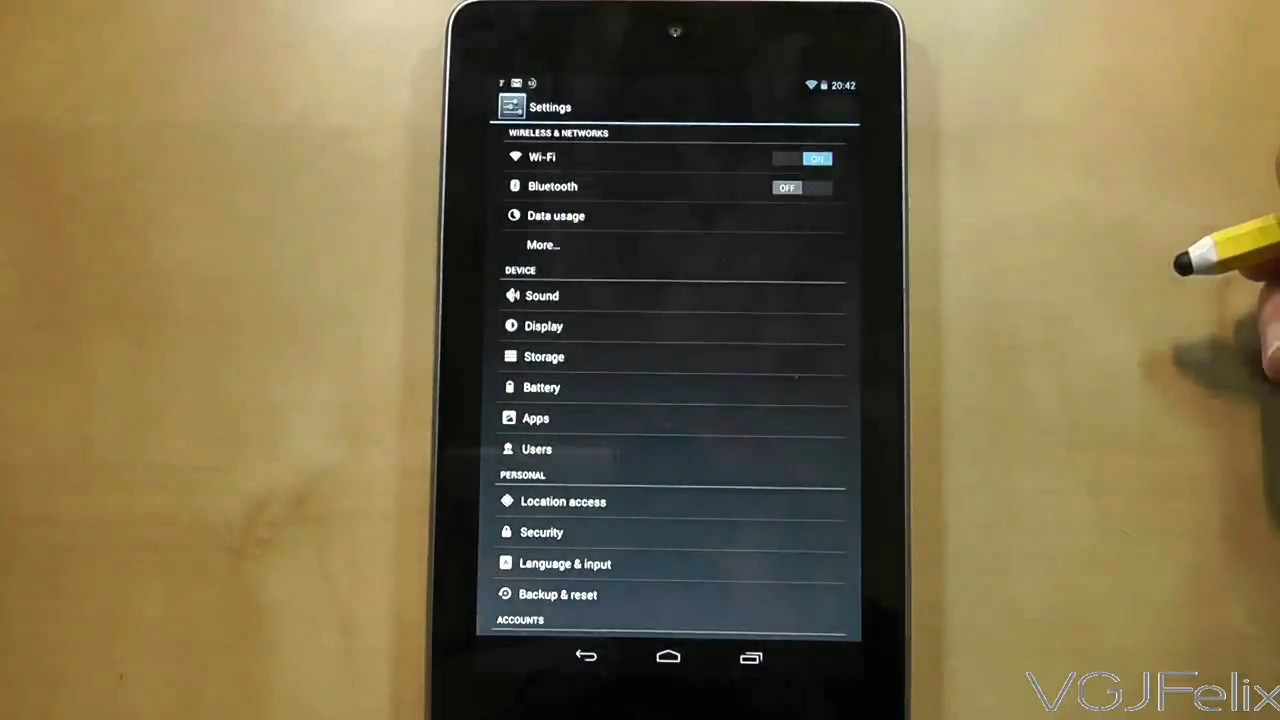 20:42
Settings
WIRELESS & NETWORKS
Wi-Fi ON
Bluetooth OFF
Data usage
More...
DEVICE
Sound
Display
Storage
Battery
Apps
Users
PERSONAL
Location access
Security
Language & input
Backup & reset
ACCOUNTS
VGJFelix